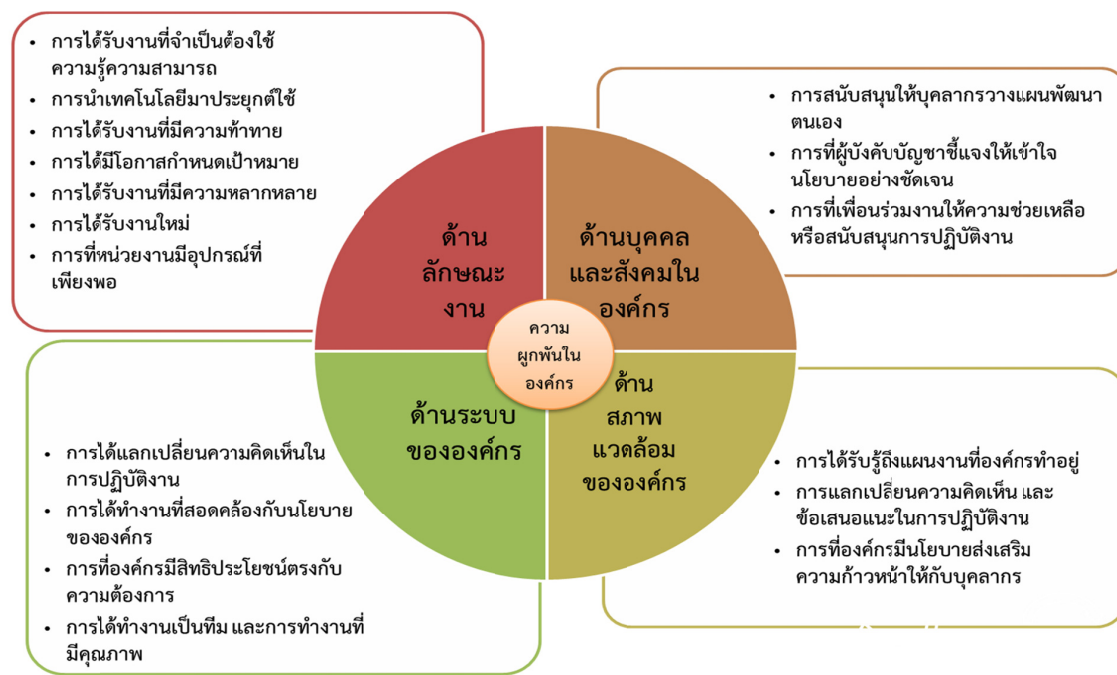 • การได้รับงานที่จำเป็นต้องใช้
ความรู้ความสามารถ
• การนำเทคโนโลยีมาประยุกต์ใช้
• การได้รับงานที่มีความท้าทาย
• การได้มีโอกาสกำหนดเป้าหมาย
• การได้รับงานที่มีความหลากหลาย
• การได้รับงานใหม่
• การที่หน่วยงานมีอุปกรณ์ที่
เพียงพอ
• การสนับสนุนให้บุคลากรวางแผนพัฒนา
ตนเอง
• การที่ผู้บังคับบัญชาชี้แจงให้เข้าใจ
นโยบายอย่างชัดเจน
• การที่เพื่อนร่วมงานให้ความช่วยเหลือ
หรือสนับสนุนการปฏิบัติงาน
ด้าน
ลักษณะ
งาน
ด้านบุคคล
และสังคมใน
องค์กร
ความ
ผูกพันใน
องค์กร
ด้านระบบ
ขององค์กร
ด้าน
สภาพ
แวดล้อม
ขององค์กร
• การได้แลกเปลี่ยนความคิดเห็นใน
การปฏิบัติงาน
• การได้ทำงานที่สอดคล้องกับนโยบาย
ขององค์กร
• การที่องค์กรมีสิทธิประโยชน์ตรงกับ
ความต้องการ
• การได้ทำงานเป็นทีม และการทำงานที่
มีคุณภาพ
• การได้รับรู้ถึงแผนงานที่องค์กรทำอยู่
• การแลกเปลี่ยนความคิดเห็น และ
ข้อเสนอแนะในการปฏิบัติงาน
• การที่องค์กรมีนโยบายส่งเสริม
ความก้าวหน้าให้กับบุคลากร